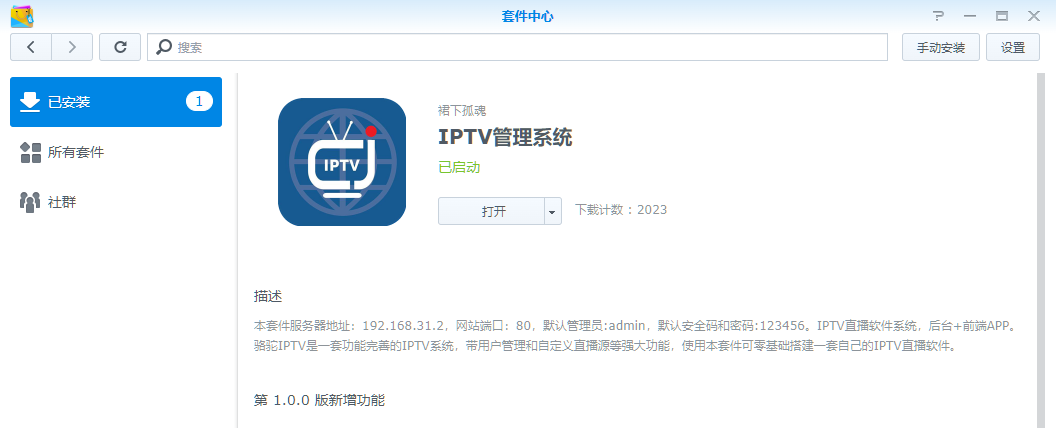 套件中心
搜索
手动安装
设置
已安装
1
所有套件
社群
IPTV
裙下孤魂
IPTV管理系统
已启动
打开
下载计数：2023
描述
本套件服务器地址：192.168.31.2，网站端口：80，默认管理员:admin，默认安全码和密码:123456。IPTV直播软件系统，后台+前端APP。
骆驼IPTV是一套功能完善的IPTV系统，带用户管理和自定义直播源等强大功能，使用本套件可零基础搭建一套自己的IPTV直播软件。
第 1.0.0 版新增功能